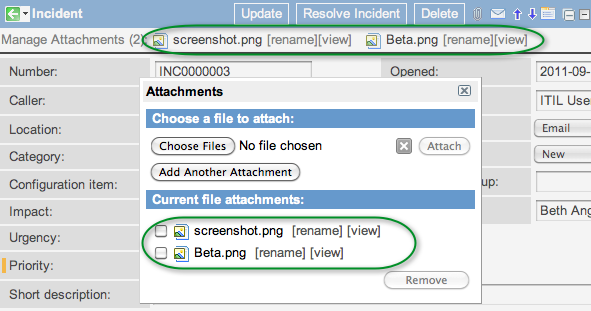 Incident Update Resolve Incident Delete
Manage Attachments (2): screenshot.png [rename][view] Beta.png [rename][view]
Number: INC0000003 Opened: 2011-09-
Caller: ITIL Use
Location: Email
Category: New
Configuration item: up:
Impact: Beth Ang
Urgency:
Priority:
Short description:
Attachments
Choose a file to attach:
Choose Files No file chosen Attach
Add Another Attachment
Current file attachments:
screenshot.png [rename] [view]
Beta.png [rename] [view]
Remove